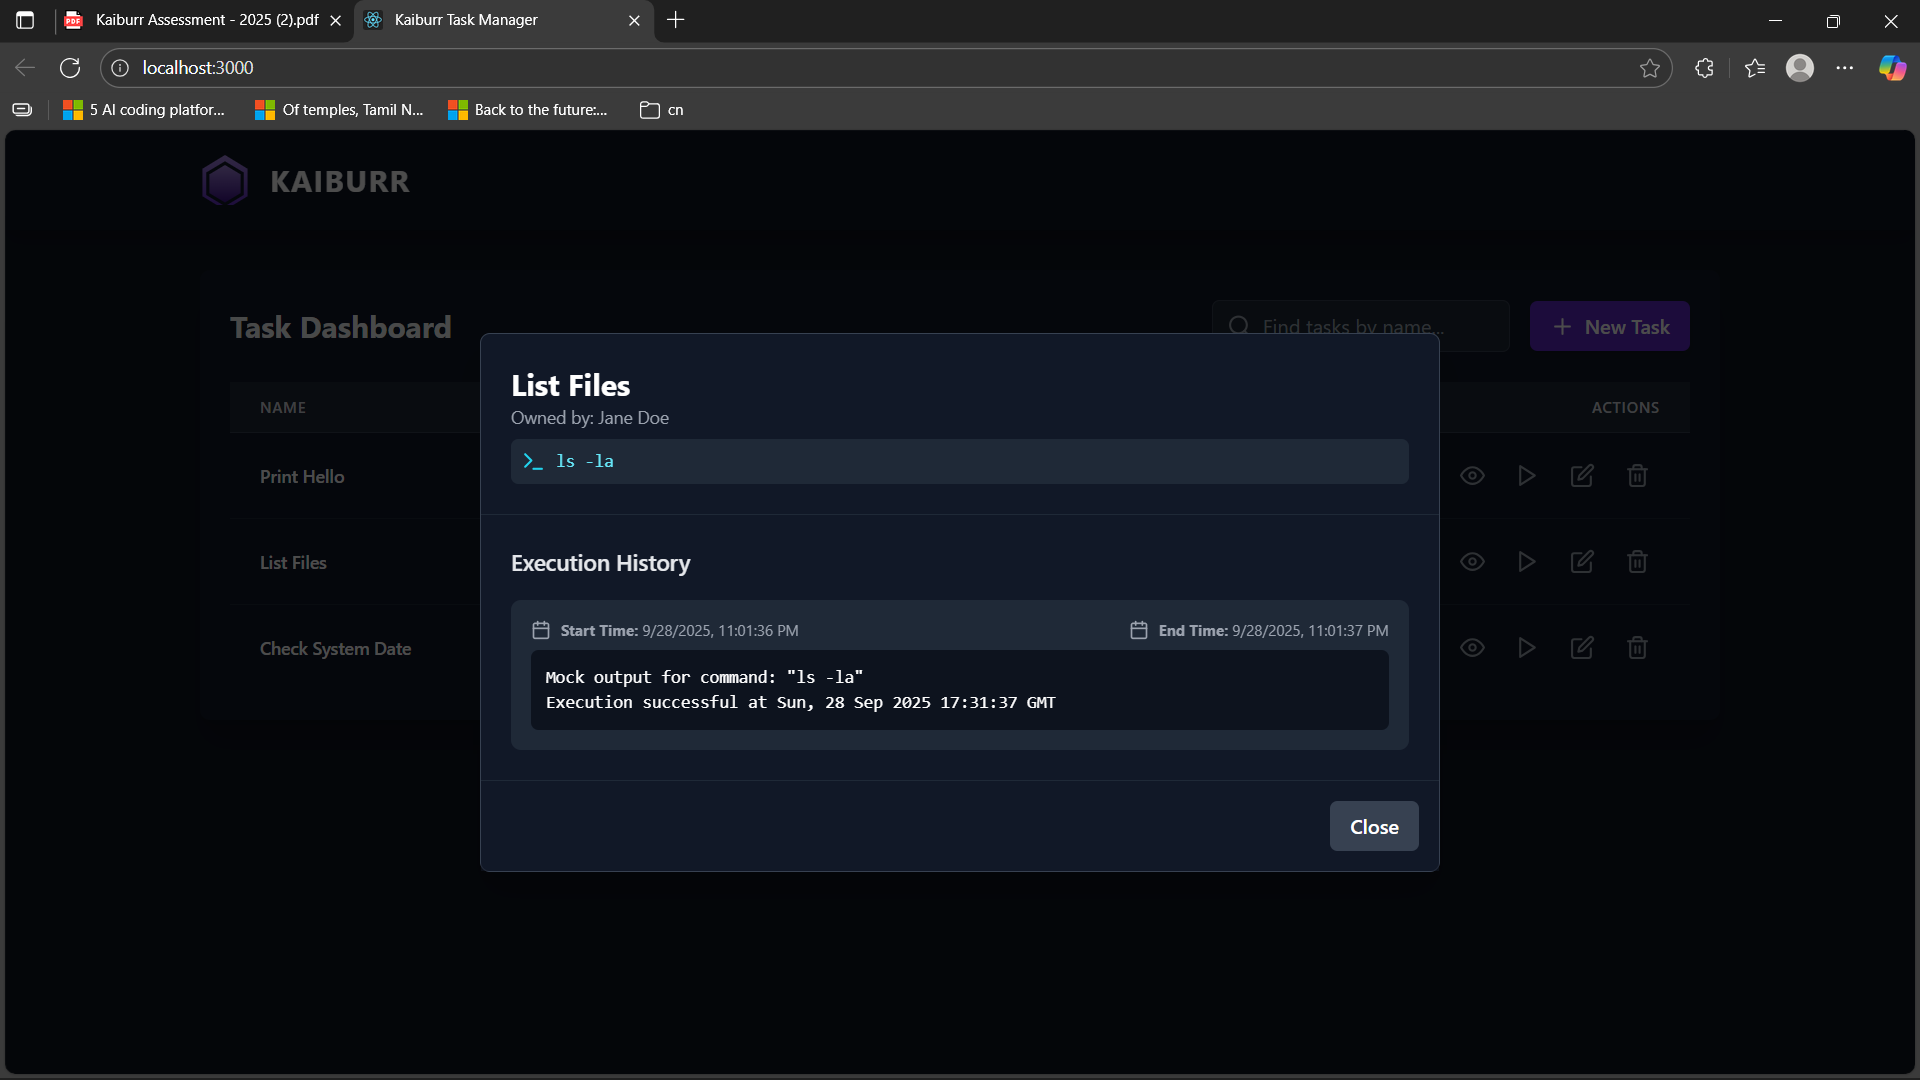 Kaiburr Assessment - 2025 (2).pdf
Kaiburr Task Manager
localhost:3000
5 AI coding platfor...
Of temples, Tamil N...
Back to the future:...
cn
KAIBURR
Task Dashboard
Find tasks by name...
+ New Task
NAME
ACTIONS
Print Hello
List Files
Check System Date
List Files
Owned by: Jane Doe
>_ ls -la
Execution History
Start Time: 9/28/2025, 11:01:36 PM
End Time: 9/28/2025, 11:01:37 PM
Mock output for command: "ls -la"
Execution successful at Sun, 28 Sep 2025 17:31:37 GMT
Close